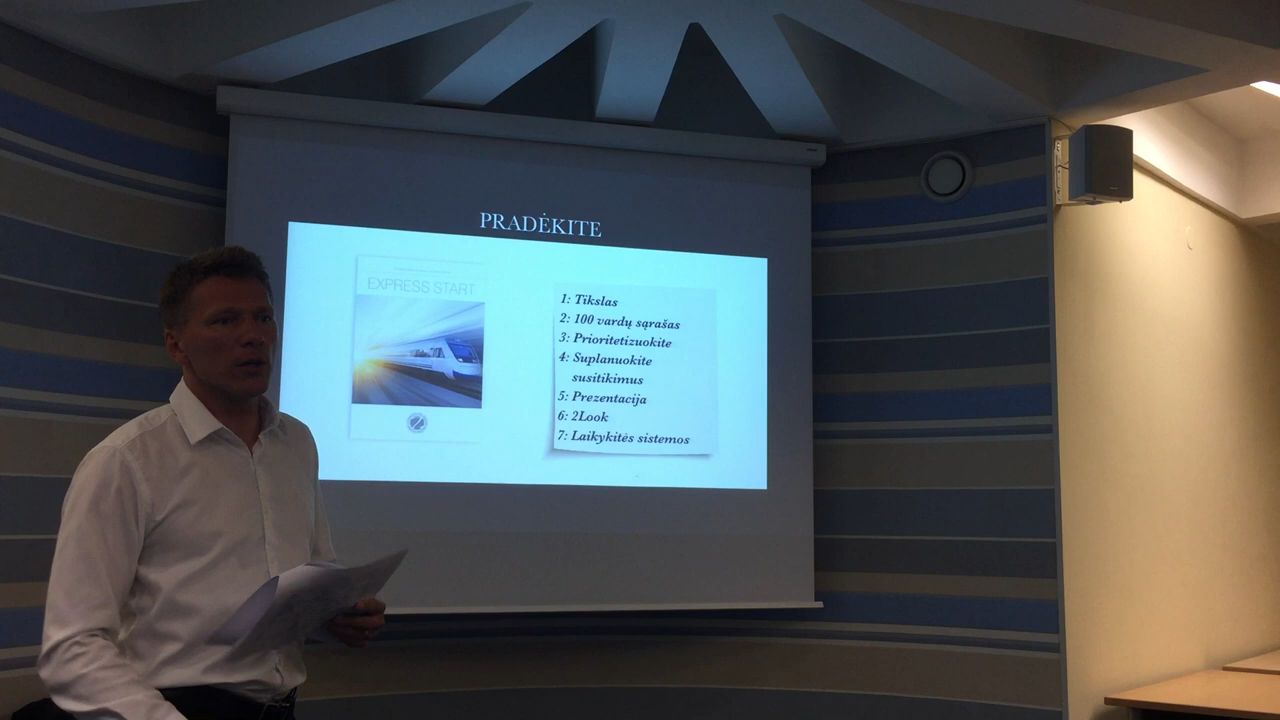 PRADĖKITE
EXPRESS START
1: Tikslas
2: 100 vardų sąrašas
3: Prioritetizuokite
4: Suplanuokite
susitikimus
5: Prezentacija
6: 2Look
7: Laikykitės sistemos